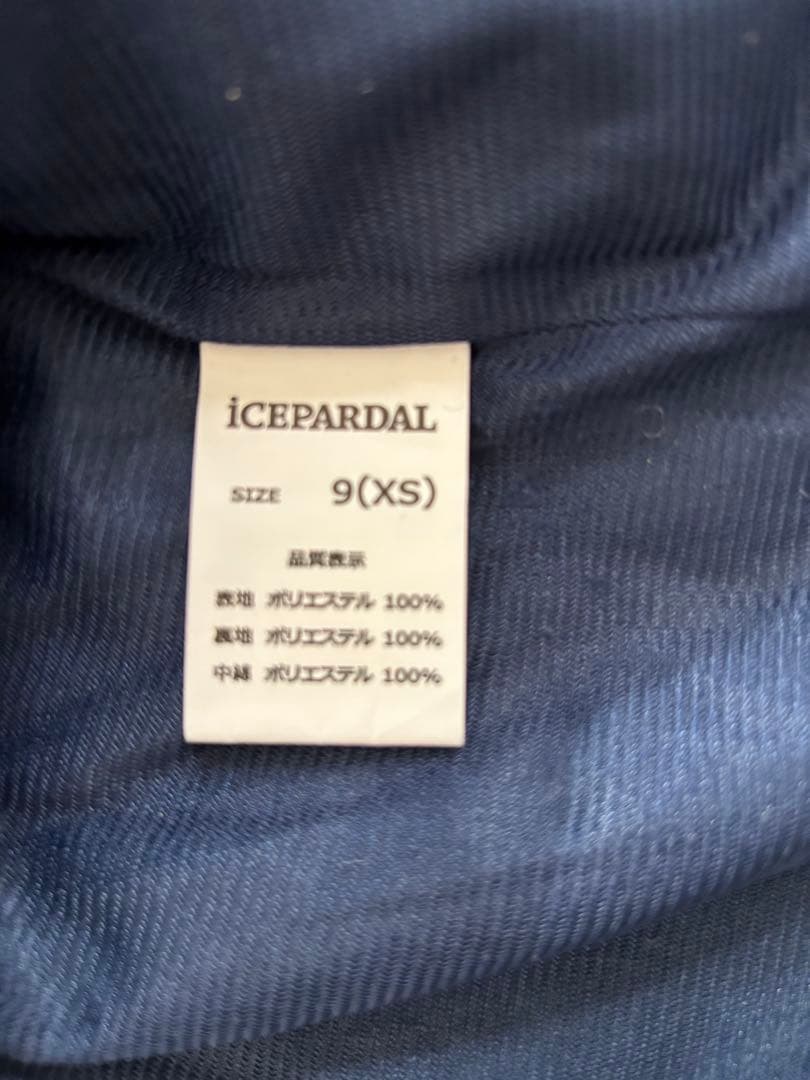 iCEPARDAL
SIZE 9(XS)
品質表示
表地 ポリエステル 100%
裏地 ポリエステル 100%
中綿 ポリエステル 100%